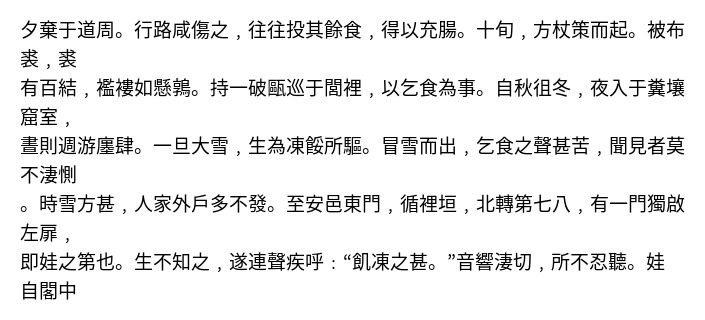 夕棄于道周。行路咸傷之，往往投其餘食，得以充腸。十旬，方杖策而起。被布
裘，裘
有百結，襤褸如懸鶉。持一破甌巡于閭裡，以乞食為事。自秋徂冬，夜入于糞壤
窟室，
晝則週游廛肆。一旦大雪，生為凍餒所驅。冒雪而出，乞食之聲甚苦，聞見者莫
不淒惻
。時雪方甚，人家外戶多不發。至安邑東門，循裡垣，北轉第七八，有一門獨啟
左扉，
即娃之第也。生不知之，遂連聲疾呼：“飢凍之甚。”音響淒切，所不忍聽。娃
自閣中